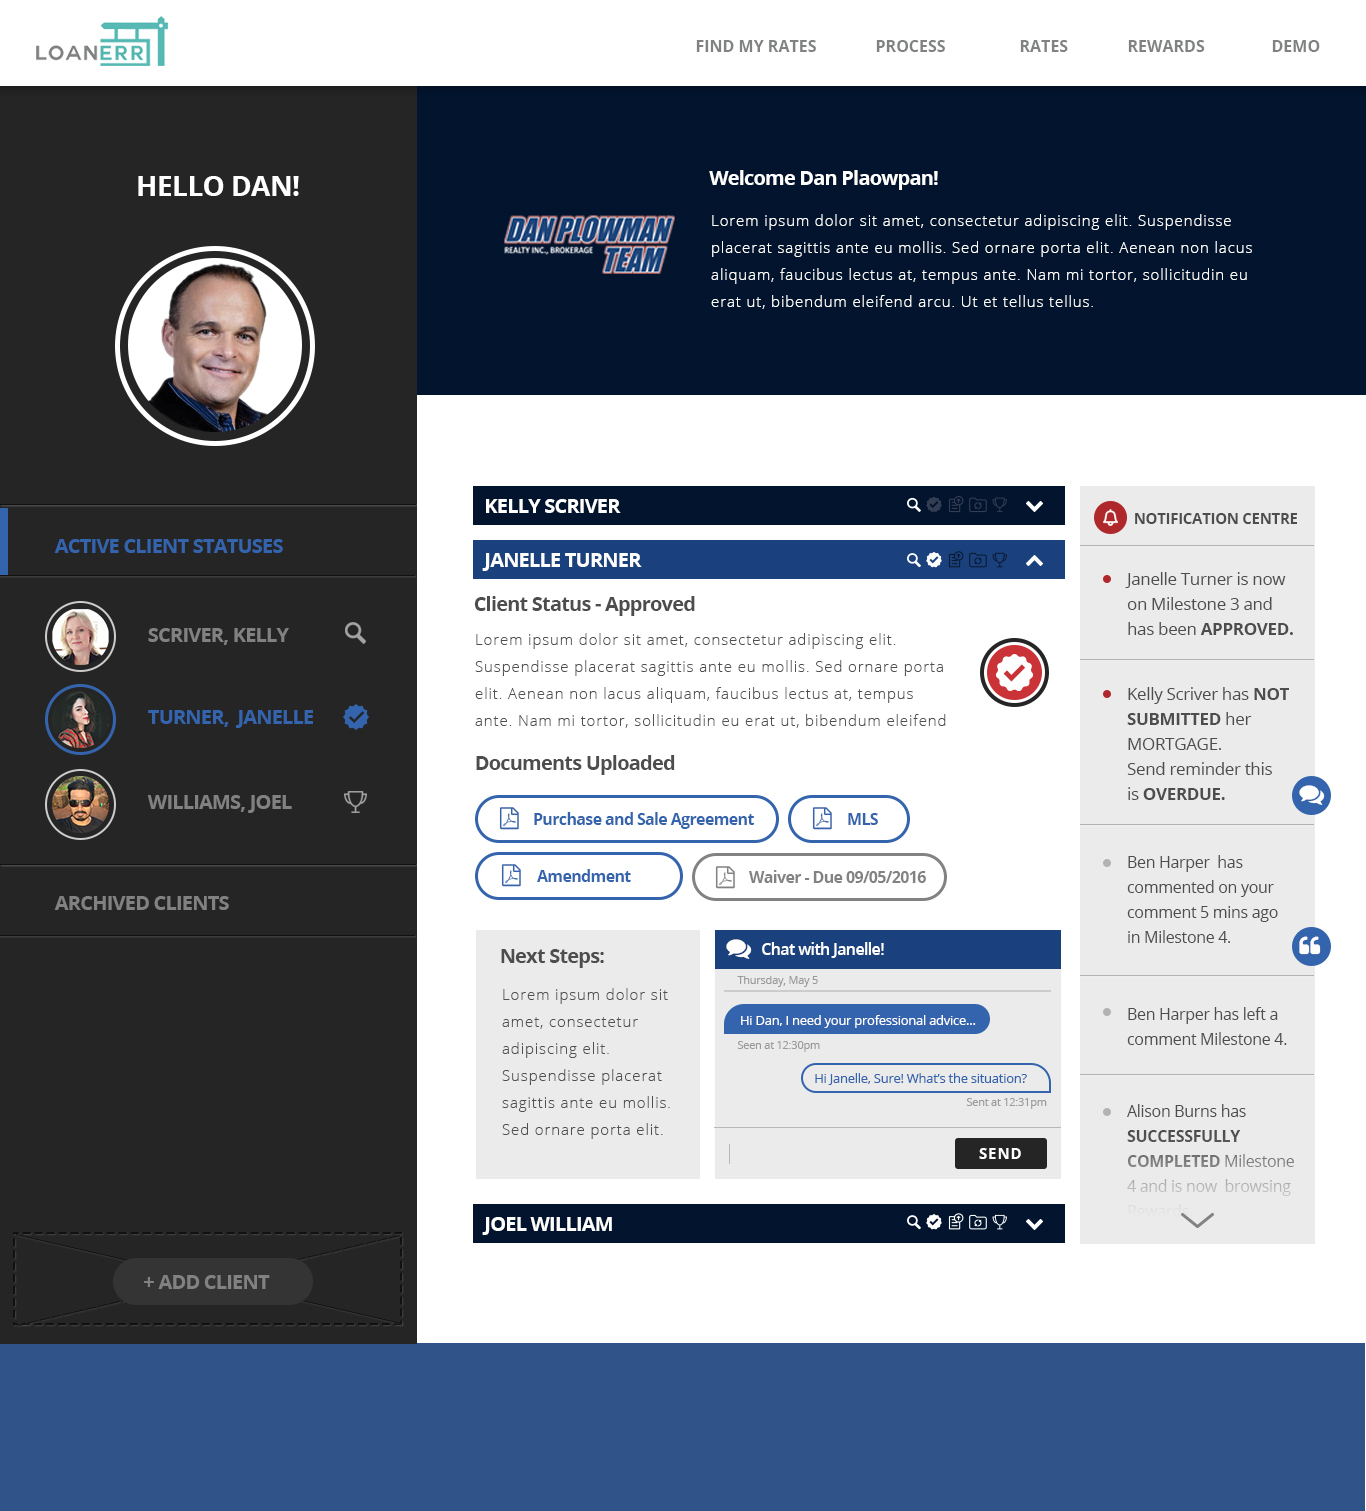 LOANERR
FIND MY RATES
PROCESS
RATES
REWARDS
DEMO
HELLO DAN!
ACTIVE CLIENT STATUSES
SCRIVER, KELLY
TURNER, JANELLE
WILLIAMS, JOEL
ARCHIVED CLIENTS
+ ADD CLIENT
DAN PLOWMAN
REALTY INC., BROKERAGE
TEAM
Welcome Dan Plaowpan!
Lorem ipsum dolor sit amet, consectetur adipiscing elit. Suspendisse
placerat sagittis ante eu mollis. Sed ornare porta elit. Aenean non lacus
aliquam, faucibus lectus at, tempus ante. Nam mi tortor, sollicitudin eu
erat ut, bibendum eleifend arcu. Ut et tellus tellus.
KELLY SCRIVER
JANELLE TURNER
Client Status - Approved
Lorem ipsum dolor sit amet, consectetur adipiscing elit.
Suspendisse placerat sagittis ante eu mollis. Sed ornare porta
elit. Aenean non lacus aliquam, faucibus lectus at, tempus
ante. Nam mi tortor, sollicitudin eu erat ut, bibendum eleifend
Documents Uploaded
Purchase and Sale Agreement
MLS
Amendment
Waiver - Due 09/05/2016
Next Steps:
Lorem ipsum dolor sit
amet, consectetur
adipiscing elit.
Suspendisse placerat
sagittis ante eu mollis.
Sed ornare porta elit.
Chat with Janelle!
Thursday, May 5
Hi Dan, I need your professional advice...
Seen at 12:30pm
Hi Janelle, Sure! What's the situation?
Sent at 12:31pm
SEND
JOEL WILLIAM
NOTIFICATION CENTRE
Janelle Turner is now
on Milestone 3 and
has been APPROVED.
Kelly Scriver has NOT
SUBMITTED her
MORTGAGE.
Send reminder this
is OVERDUE.
Ben Harper has
commented on your
comment 5 mins ago
in Milestone 4.
Ben Harper has left a
comment Milestone 4.
Alison Burns has
SUCCESSFULLY
COMPLETED Milestone
4 and is now browsing
Rewards